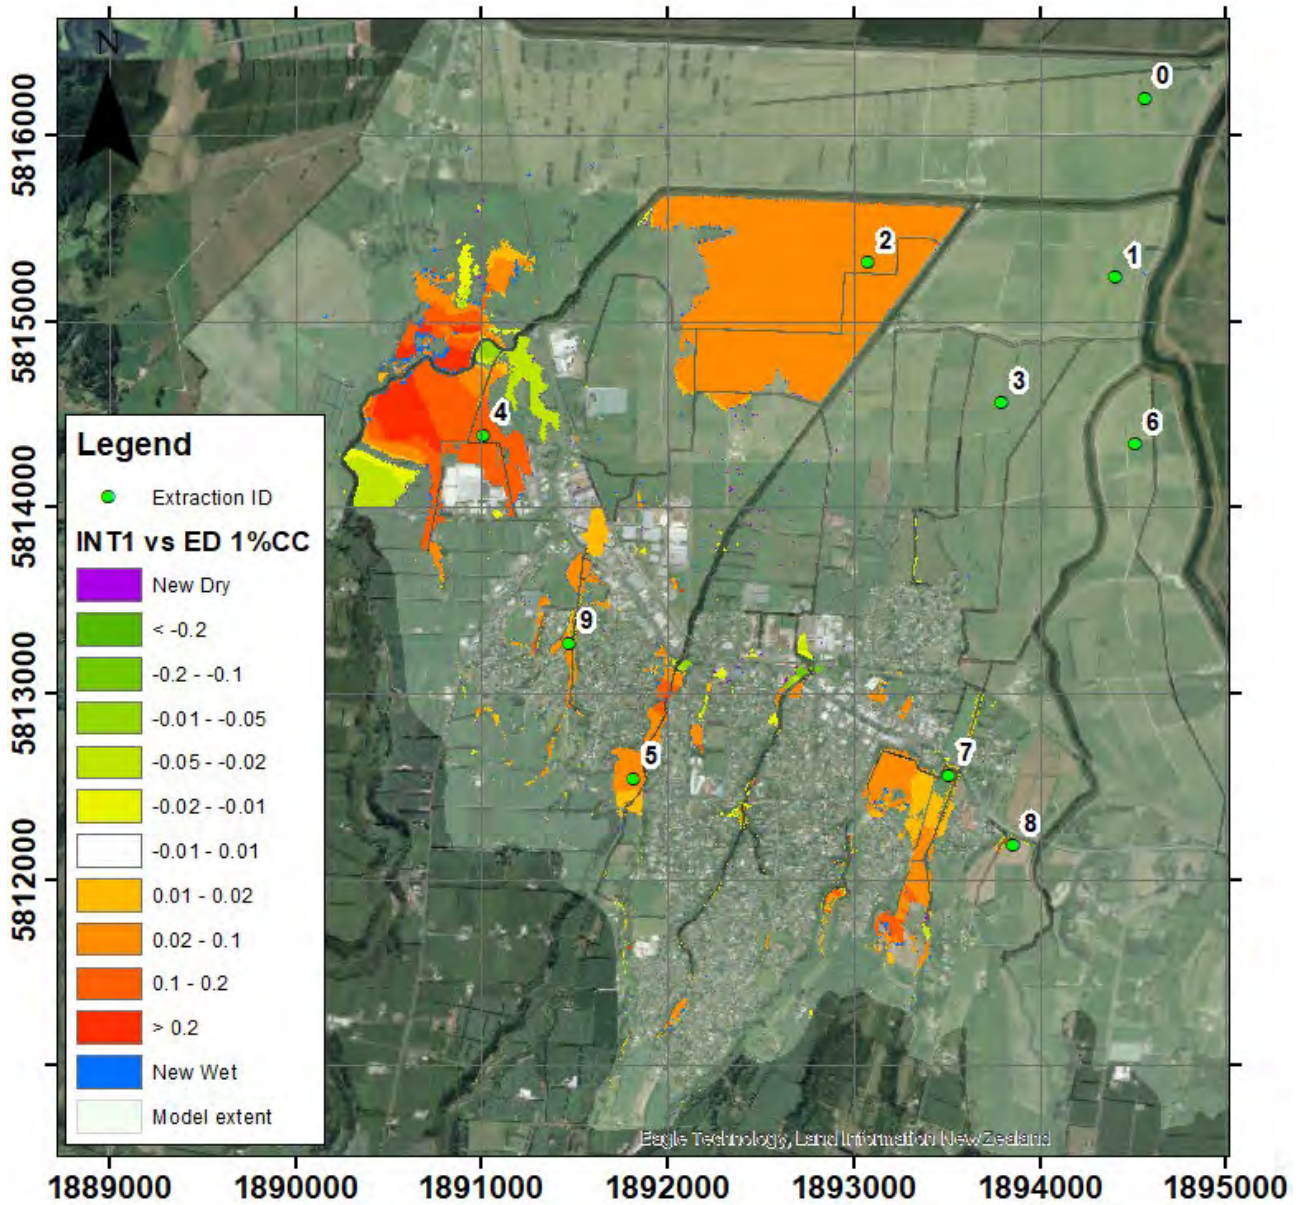 N
0
5816000
2
1
5815000
3
4
6
5814000
9
5813000
5
7
8
5812000
Legend
Extraction ID
INT1 vs ED 1%CC
New Dry
< -0.2
-0.2 - -0.1
-0.01 - -0.05
-0.05 - -0.02
-0.02 - -0.01
-0.01 - 0.01
0.01 - 0.02
0.02 - 0.1
0.1 - 0.2
> 0.2
New Wet
Model extent
Eagle Technology, Land Information New Zealand
1889000 1890000 1891000 1892000 1893000 1894000 1895000